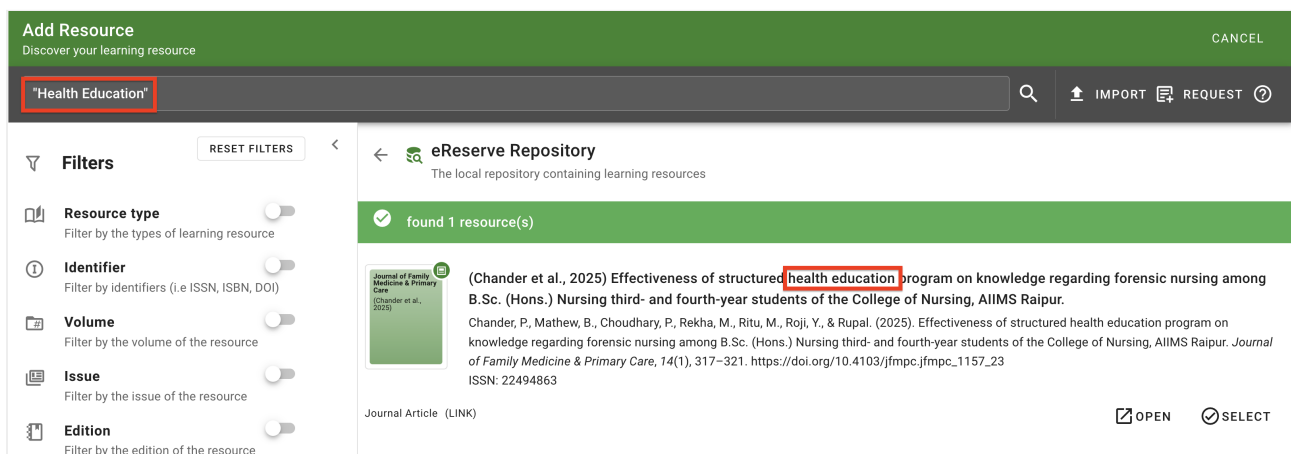 Add Resource
Discover your learning resource
CANCEL
"Health Education"
IMPORT
REQUEST
Filters
RESET FILTERS
Resource type
Filter by the types of learning resource
Identifier
Filter by identifiers (i.e ISSN, ISBN, DOI)
Volume
Filter by the volume of the resource
Issue
Filter by the issue of the resource
Edition
Filter by the edition of the resource
eReserve Repository
The local repository containing learning resources
found 1 resource(s)
Journal of Family
Medicine & Primary
Care
(Chander et al.,
2025)
(Chander et al., 2025) Effectiveness of structured health education program on knowledge regarding forensic nursing among
B.Sc. (Hons.) Nursing third- and fourth-year students of the College of Nursing, AIIMS Raipur.
Chander, P., Mathew, B., Choudhary, P., Rekha, M., Ritu, M., Roji, Y., & Rupal. (2025). Effectiveness of structured health education program on
knowledge regarding forensic nursing among B.Sc. (Hons.) Nursing third- and fourth-year students of the College of Nursing, AIIMS Raipur. Journal
of Family Medicine & Primary Care, 14(1), 317–321. https://doi.org/10.4103/jfmpc.jfmpc_1157_23
ISSN: 22494863
Journal Article (LINK)
OPEN
SELECT